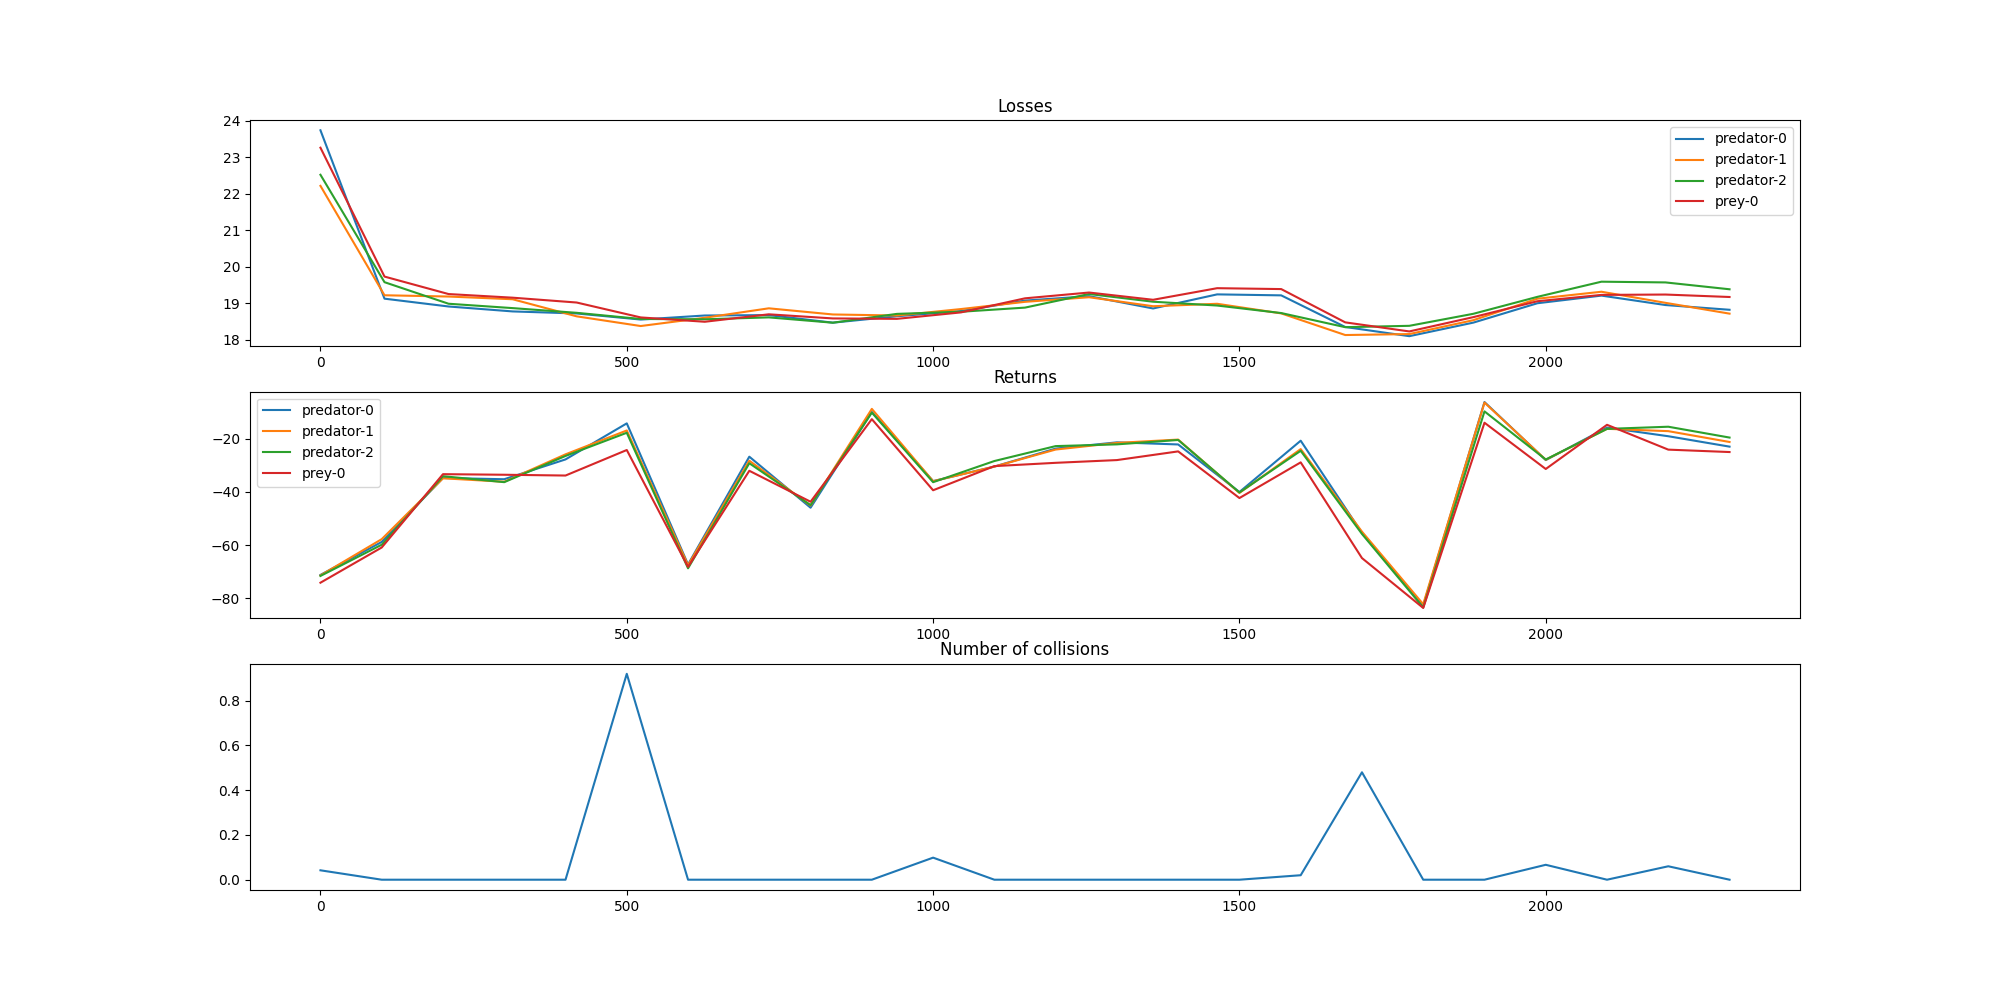 Losses
24
23
22
21
20
19
18
predator-0
predator-1
predator-2
prey-0
0 500 1000 1500 2000
Returns
−20
−40
−60
−80
predator-0
predator-1
predator-2
prey-0
0 500 1000 1500 2000
Number of collisions
0.8
0.6
0.4
0.2
0.0
0 500 1000 1500 2000